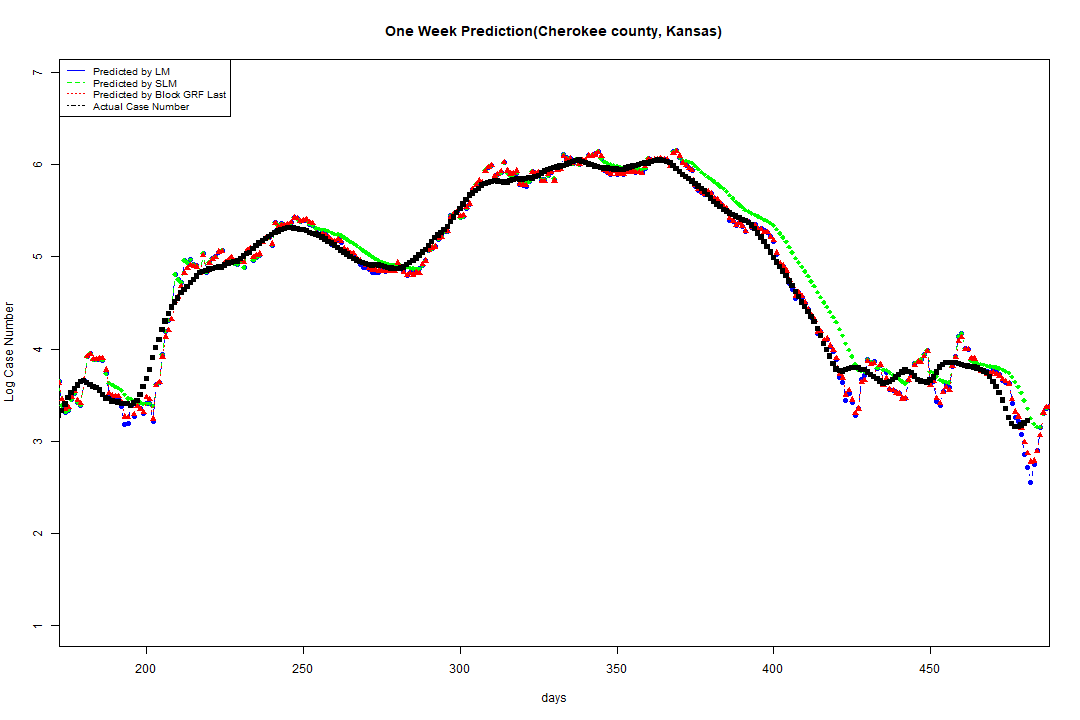 One Week Prediction(Cherokee county, Kansas)
Predicted by LM
Predicted by SLM
Predicted by Block GRF Last
Actual Case Number
7
6
5
4
3
2
1
Log Case Number
200 250 300 350 400 450
days